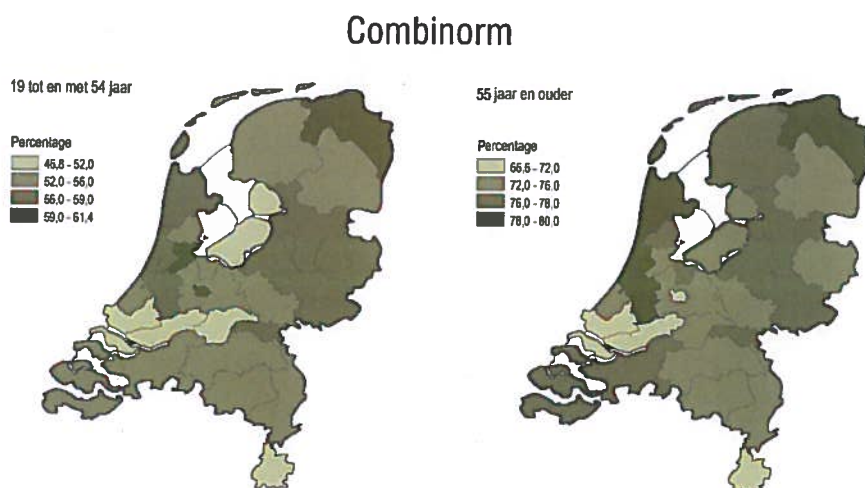 Combinorm
19 tot en met 54 jaar
Percentage
46,8 - 52,0
52,0 - 56,0
56,0 - 59,0
59,0 - 61,4
55 jaar en ouder
Percentage
66,6 - 72,0
72,0 - 76,0
76,0 - 78,0
78,0 - 80,0